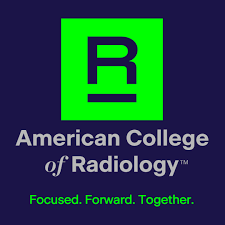 R
American College
of Radiology™
Focused. Forward. Together.